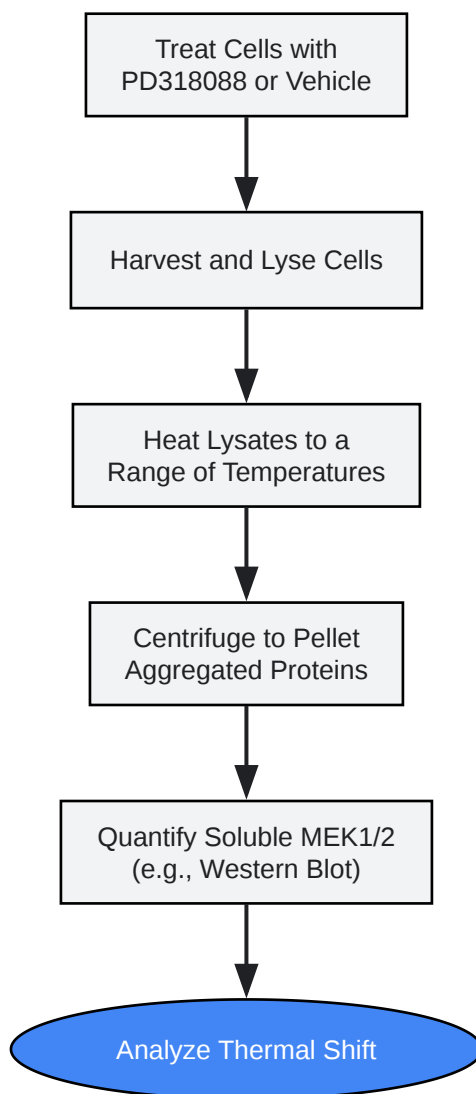 Treat Cells with
PD318088 or Vehicle
Harvest and Lyse Cells
Heat Lysates to a
Range of Temperatures
Centrifuge to Pellet
Aggregated Proteins
Quantify Soluble MEK1/2
(e.g., Western Blot)
Analyze Thermal Shift